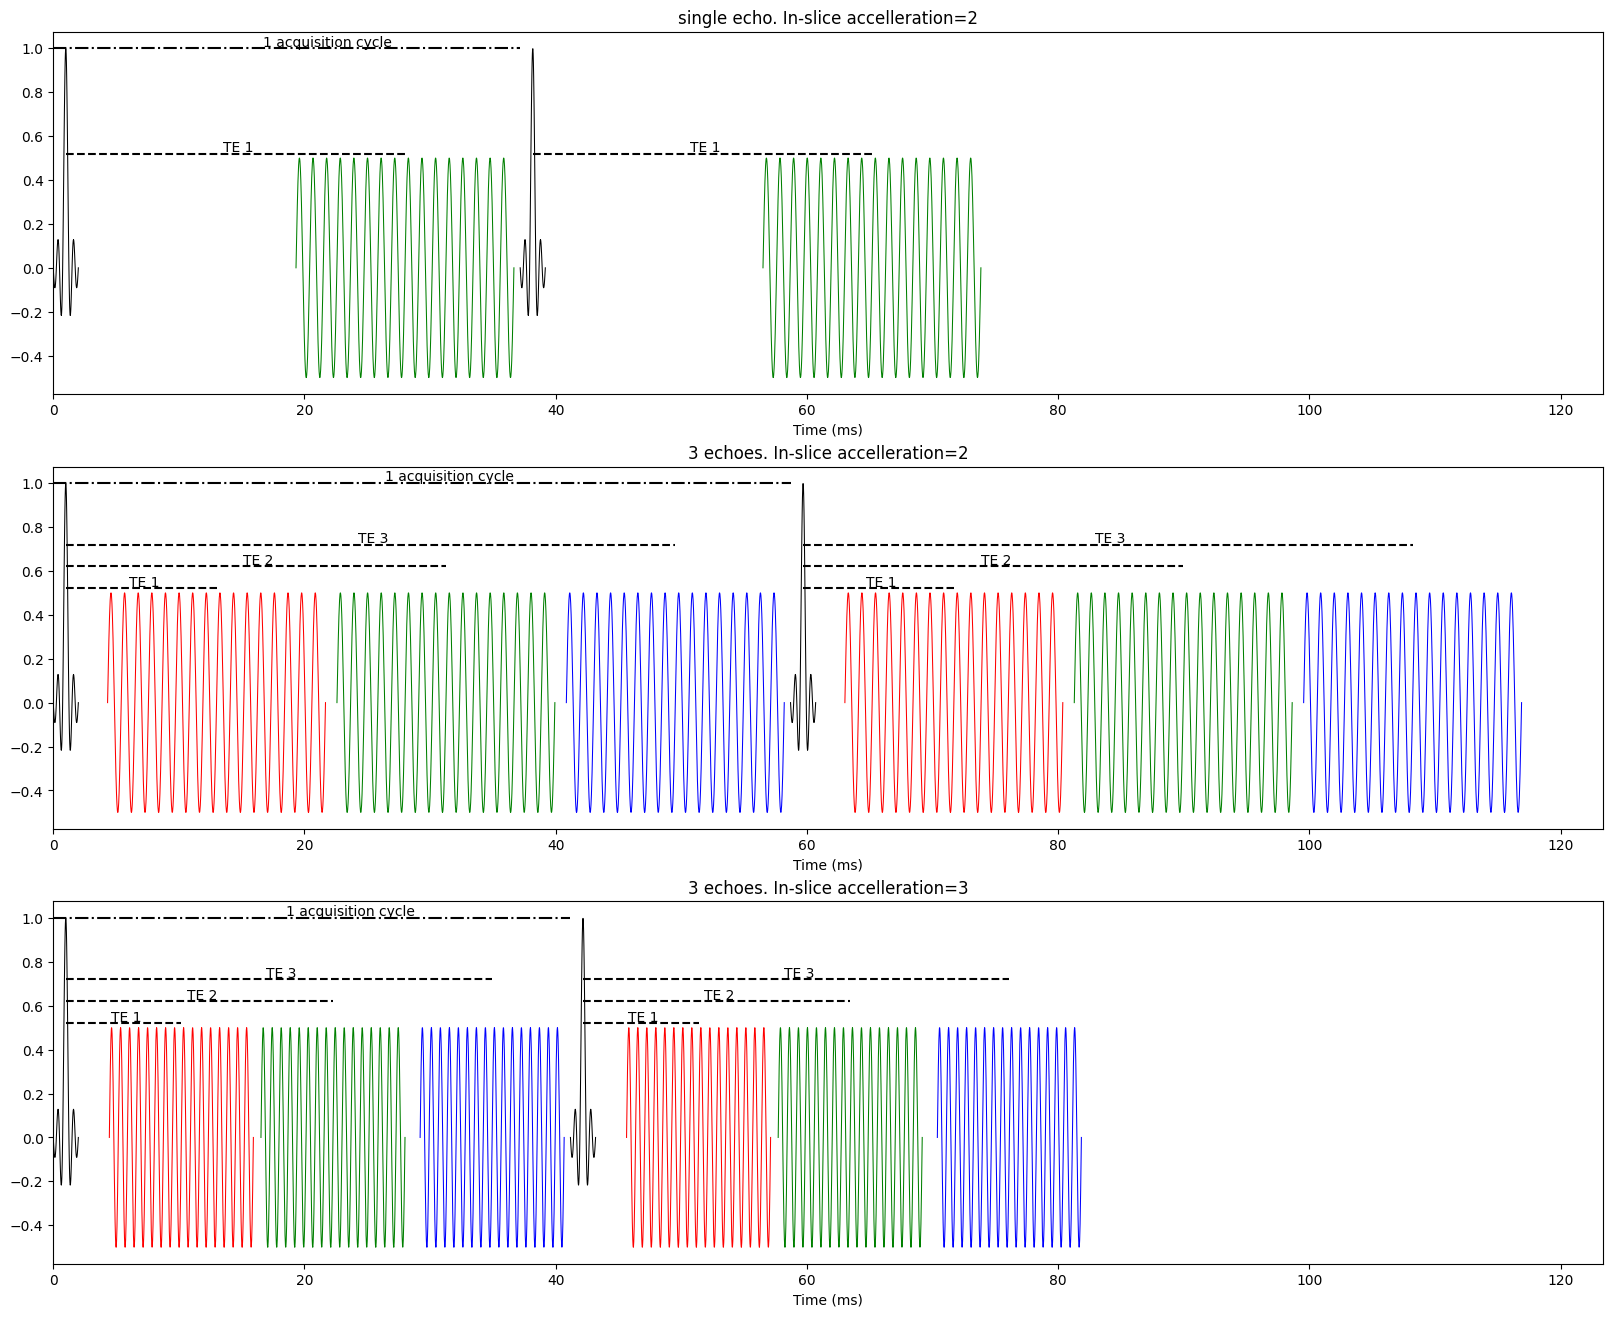 single echo. In-slice accelleration=2
1 acquisition cycle
1.0
0.8
0.6
TE 1
TE 1
0.4
0.2
0.0
−0.2
−0.4
0 20 40 60 80 100 120
Time (ms)
3 echoes. In-slice accelleration=2
1 acquisition cycle
1.0
0.8
TE 3
TE 3
TE 2
TE 2
0.6
TE 1
TE 1
0.4
0.2
0.0
−0.2
−0.4
0 20 40 60 80 100 120
Time (ms)
3 echoes. In-slice accelleration=3
1 acquisition cycle
1.0
0.8
TE 3
TE 3
TE 2
TE 2
0.6
TE 1
TE 1
0.4
0.2
0.0
−0.2
−0.4
0 20 40 60 80 100 120
Time (ms)